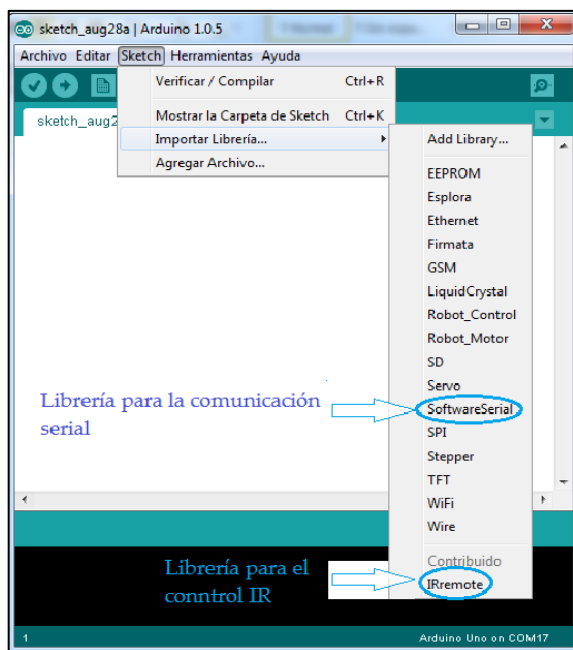 sketch_aug28a | Arduino 1.0.5
Archivo Editar Sketch Herramientas Ayuda
Verificar / Compilar Ctrl+R
sketch_aug2
Mostrar la Carpeta de Sketch Ctrl+K
Importar Librería...
Agregar Archivo...
Add Library...
EEPROM
Esplora
Ethernet
Firmata
GSM
LiquidCrystal
Robot_Control
Robot_Motor
SD
Servo
Librería para la comunicación
serial
SoftwareSerial
SPI
Stepper
TFT
WiFi
Wire
Contribuido
Librería para el
conntrol IR
IRremote
1 Arduino Uno on COM17